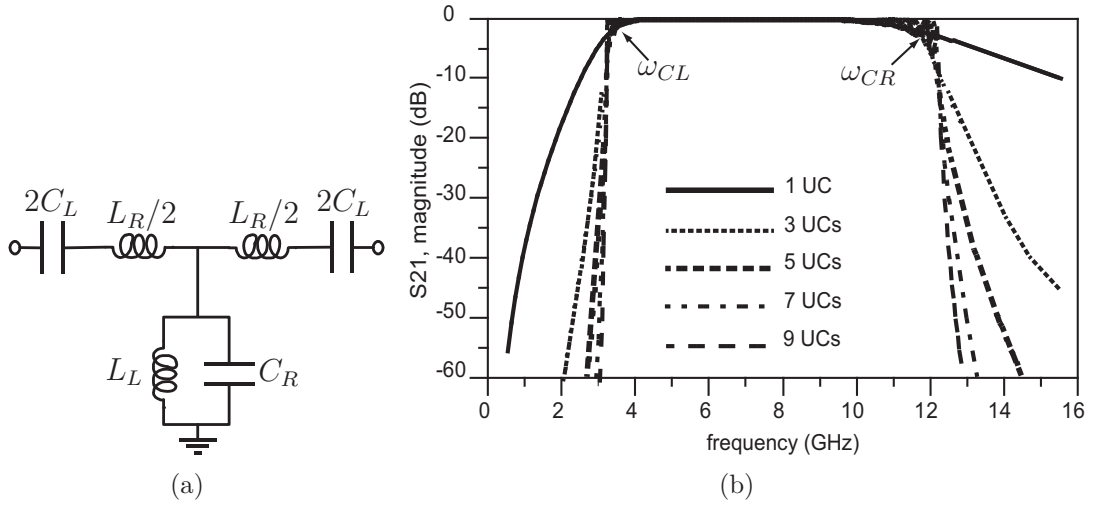 2C_L
L_R/2
L_R/2
2C_L
L_L
C_R
(a)
S21, magnitude (dB)
0
-10
-20
-30
-40
-50
-60
ω_CL
ω_CR
1 UC
3 UCs
5 UCs
7 UCs
9 UCs
0 2 4 6 8 10 12 14 16
frequency (GHz)
(b)